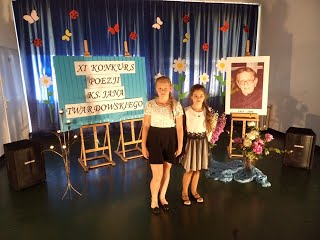 XI KONKURS
POEZJI
KS. JANA
TWARDOWSKIEGO